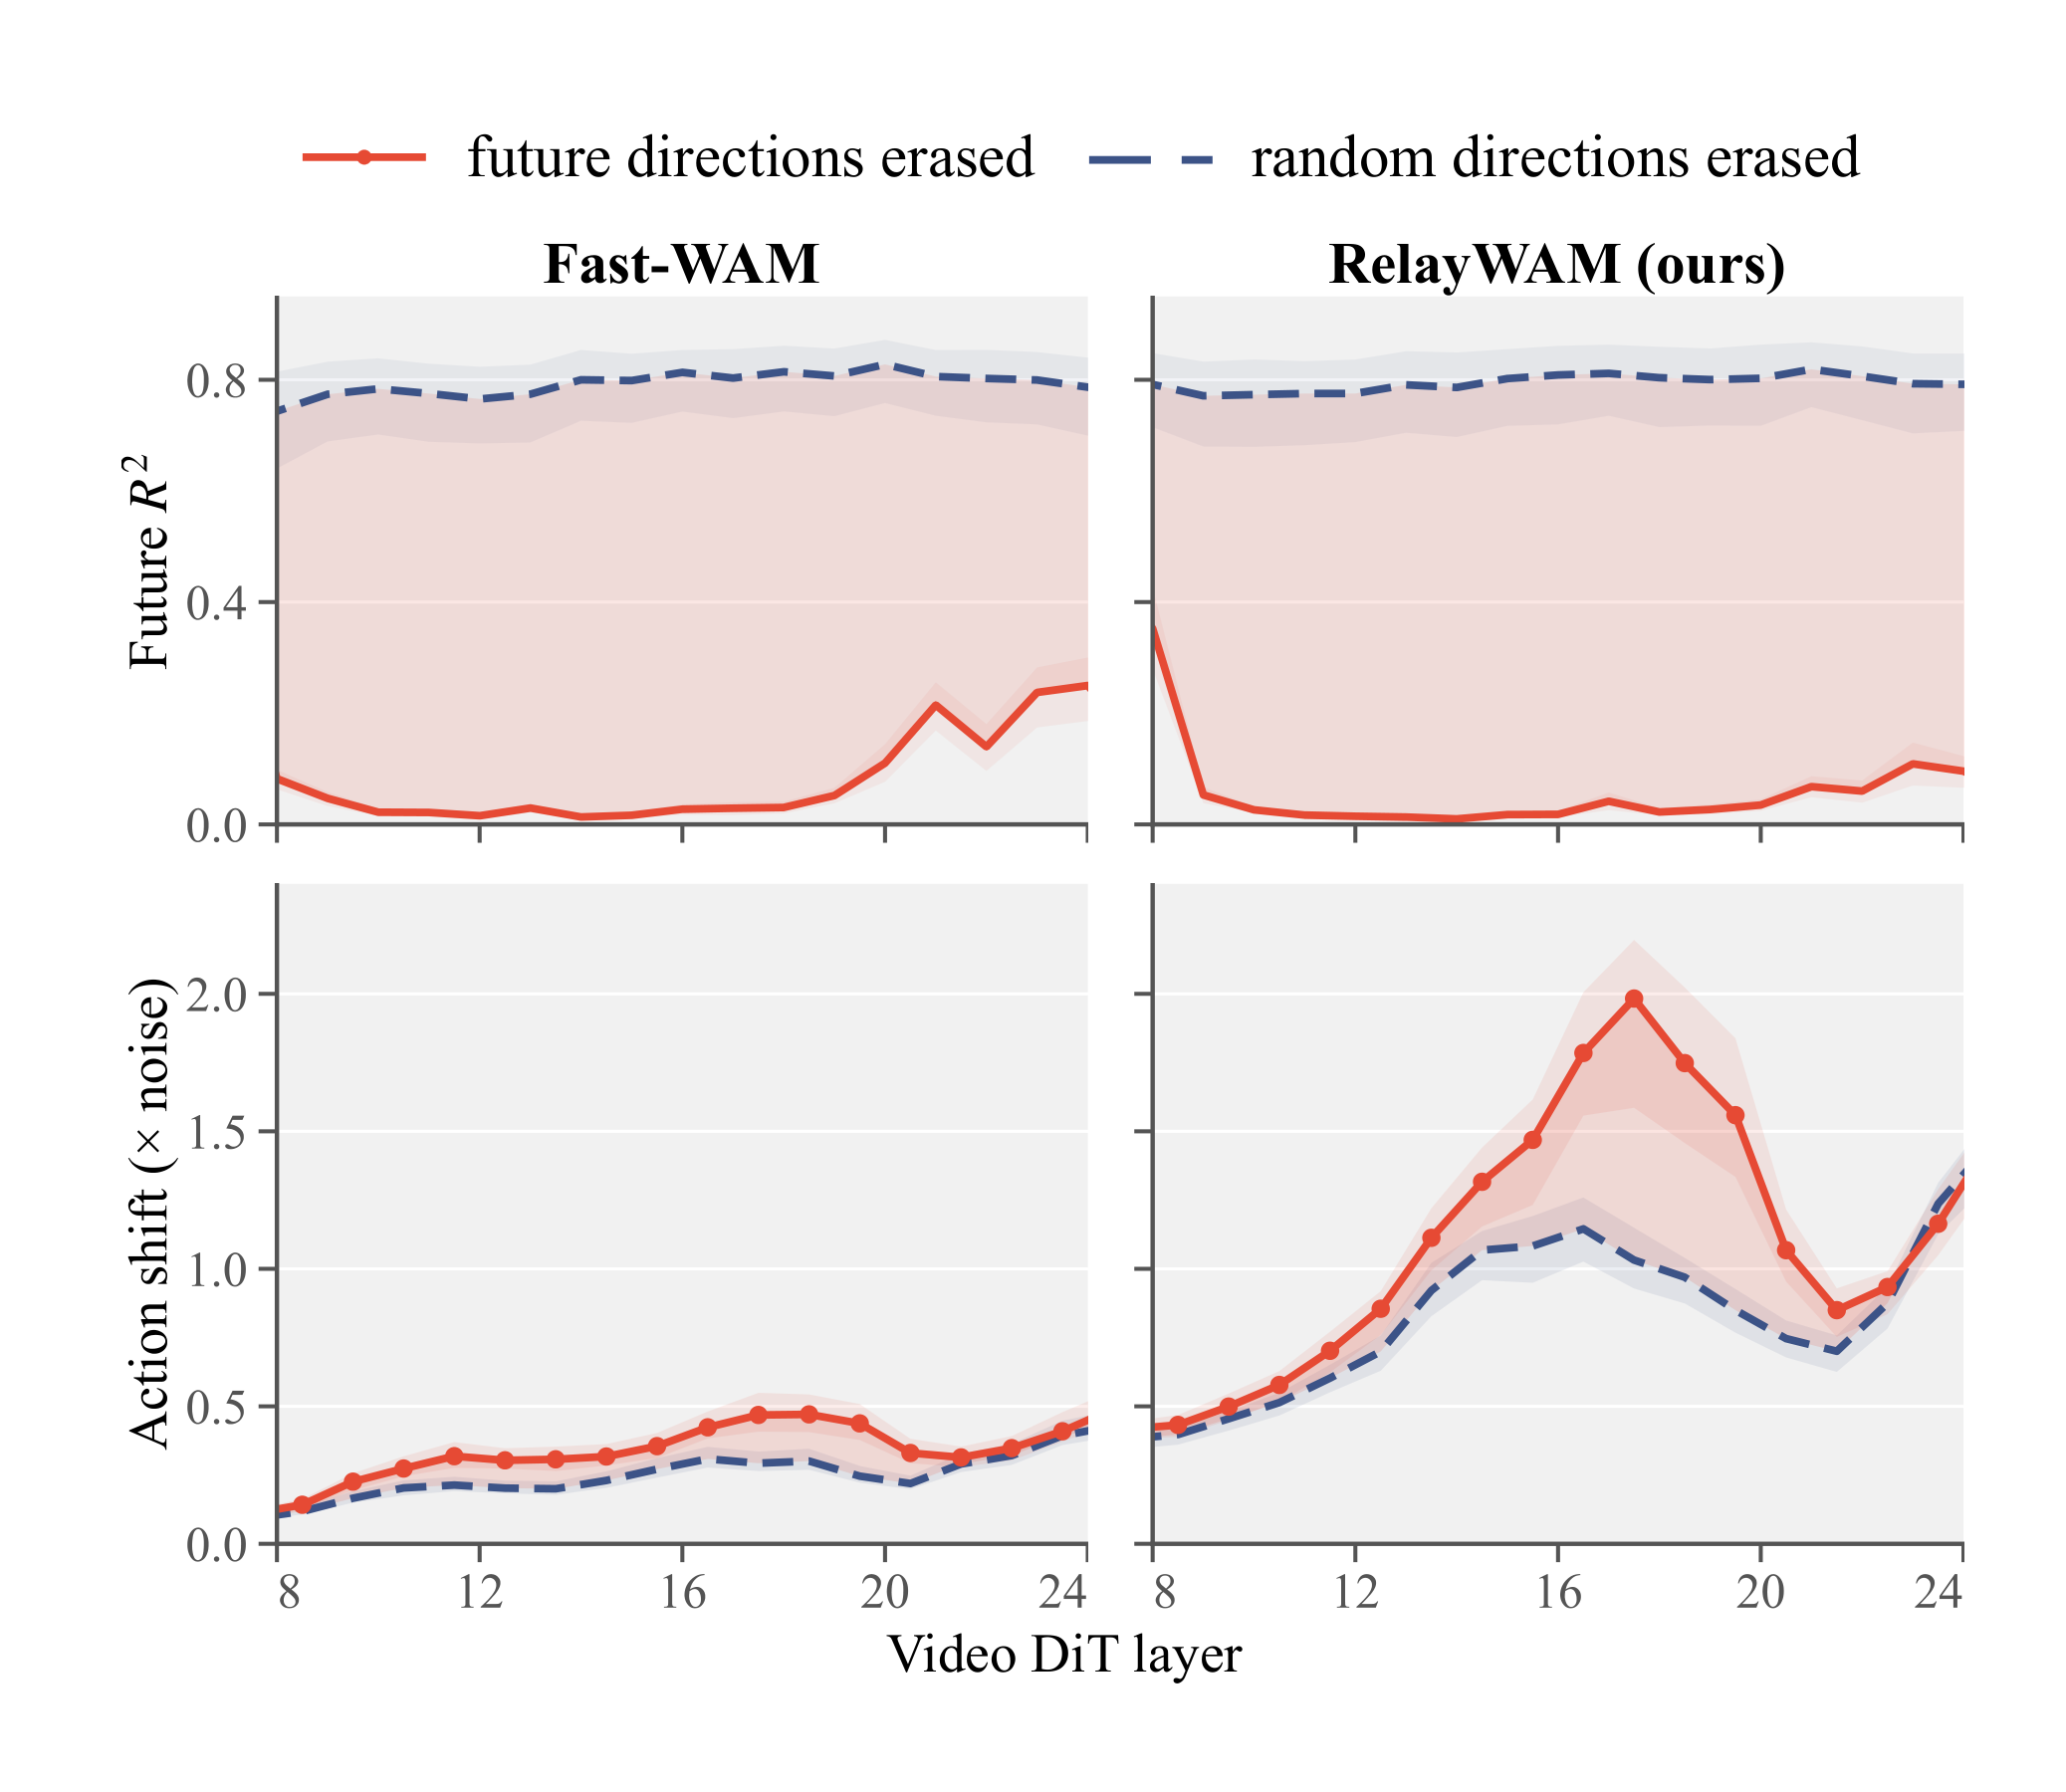 future directions erased random directions erased
Fast-WAM RelayWAM (ours)
Future R²
0.8
0.4
0.0
Action shift (× noise)
2.0
1.5
1.0
0.5
0.0
8 12 16 20 24 8 12 16 20 24
Video DiT layer